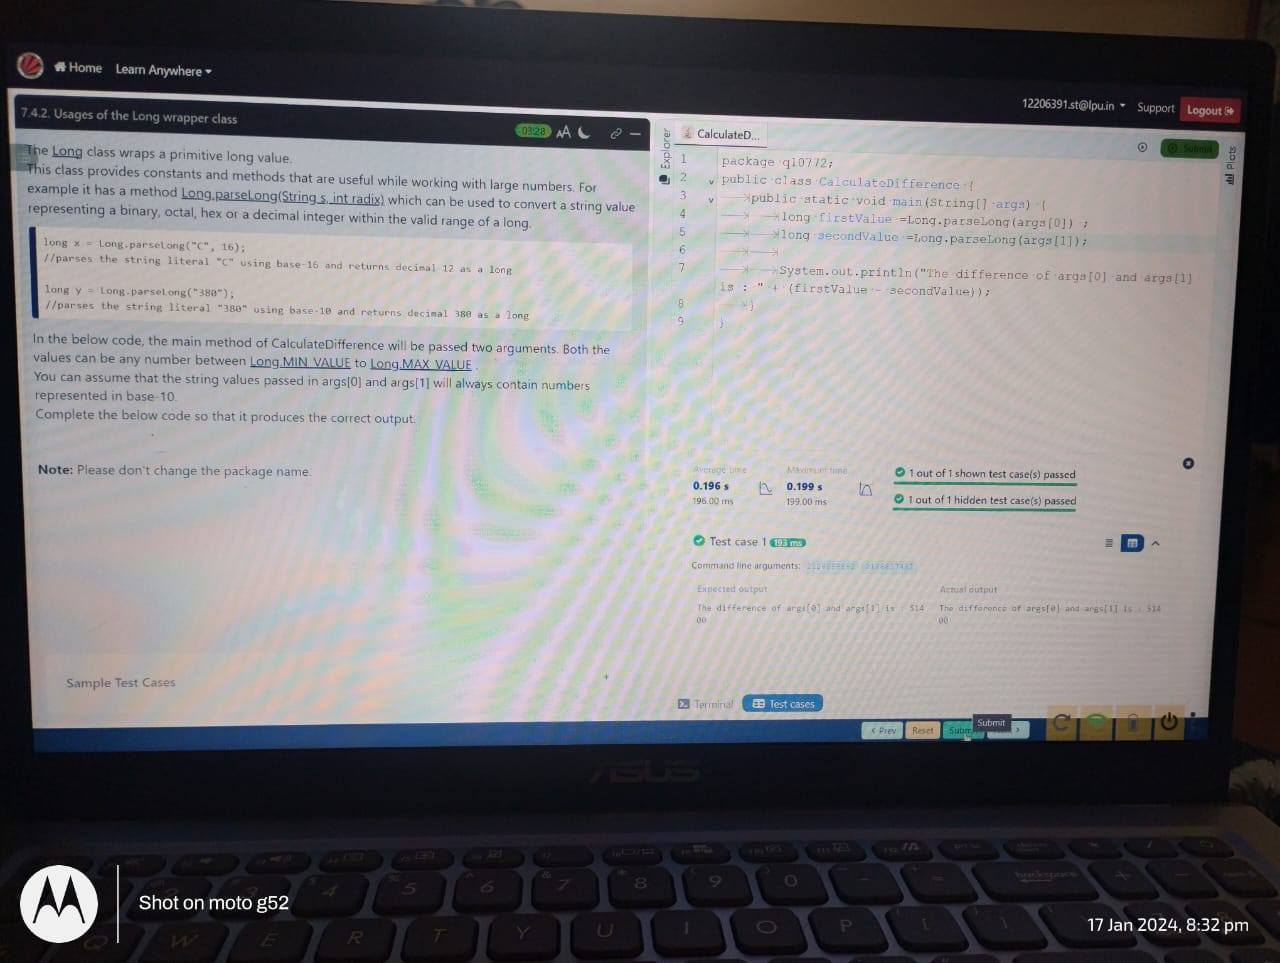 Home Learn Anywhere
12206391.st@lpu.in Support Logout
7.4.2. Usages of the Long wrapper class
03:28 AA
The Long class wraps a primitive long value.
This class provides constants and methods that are useful while working with large numbers. For
example it has a method Long.parseLong(String s, int radix) which can be used to convert a string value
representing a binary, octal, hex or a decimal integer within the valid range of a long.
long x = Long.parseLong("C", 16);
//parses the string literal "C" using base-16 and returns decimal 12 as a long
long y = Long.parseLong("380");
//parses the string literal "380" using base-10 and returns decimal 380 as a long
In the below code, the main method of CalculateDifference will be passed two arguments. Both the
values can be any number between Long.MIN_VALUE to Long.MAX_VALUE .
You can assume that the string values passed in args[0] and args[1] will always contain numbers
represented in base-10.
Complete the below code so that it produces the correct output.
Note: Please don't change the package name.
Sample Test Cases
Explorer
CalculateD...
Submit
Plots
1 package q10772;
2 public class CalculateDifference {
3 public static void main(String[] args) {
4 long firstValue =Long.parseLong(args[0]) ;
5 long secondValue =Long.parseLong(args[1]);
6
7 System.out.println("The difference of args[0] and args[1]
is : " + (firstValue - secondValue));
8 }
9 }
Average time Maximum time
0.196 s 0.199 s
196.00 ms 199.00 ms
1 out of 1 shown test case(s) passed
1 out of 1 hidden test case(s) passed
Test case 1 193 ms
Command line arguments:
Expected output Actual output
The difference of args[0] and args[1] is : 514 The difference of args[0] and args[1] is : 514
00 00
Terminal Test cases
Submit
< Prev Reset Submit >
ASUS
4 5 6 7 8 9 0 - =
backspace
Q W E R T Y U I O P [ ]
Shot on moto g52
17 Jan 2024, 8:32 pm